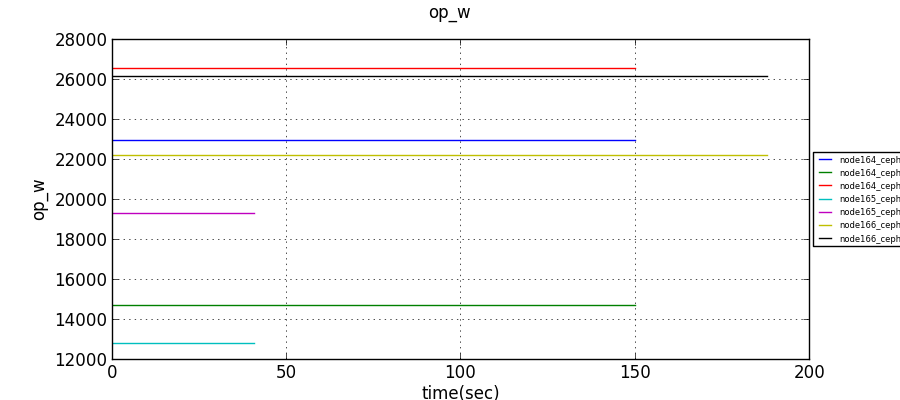 op_w
28000
26000
24000
22000
20000
18000
16000
14000
12000
op_w
0 50 100 150 200
time(sec)
node164_ceph
node164_ceph
node164_ceph
node165_ceph
node165_ceph
node166_ceph
node166_ceph